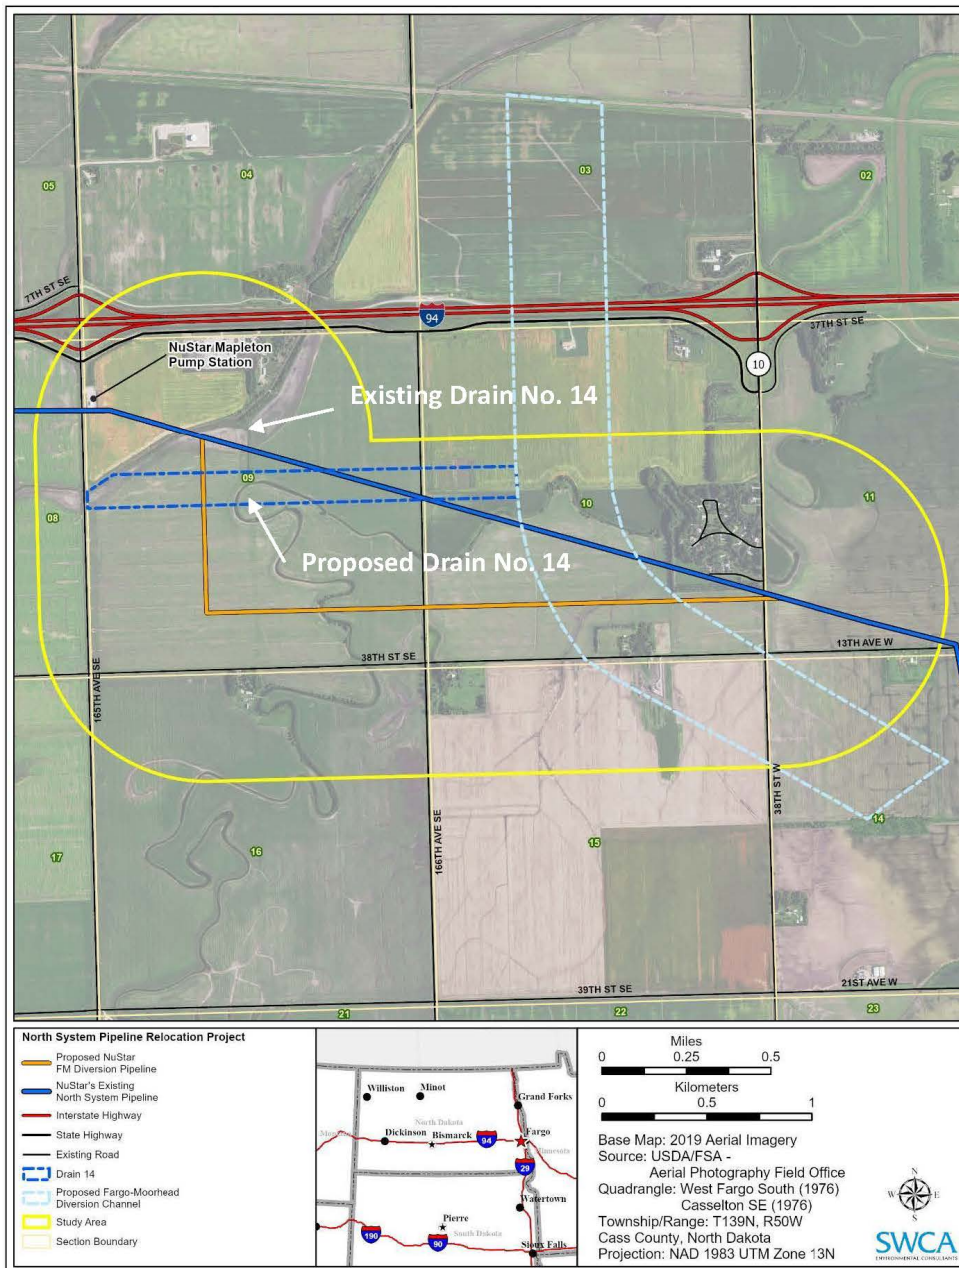 05
04
03
02
7TH ST SE
94
37TH ST SE
NuStar Mapleton
Pump Station
10
Existing Drain No. 14
09
08
10
11
Proposed Drain No. 14
13TH AVE W
38TH ST SE
165TH AVE SE
166TH AVE SE
38TH ST W
14
17
16
15
39TH ST SE
21ST AVE W
21
22
23
North System Pipeline Relocation Project
Proposed NuStar
FM Diversion Pipeline
NuStar's Existing
North System Pipeline
Interstate Highway
State Highway
Existing Road
Drain 14
Proposed Fargo-Moorhead
Diversion Channel
Study Area
Section Boundary
Williston
Minot
Grand Forks
North Dakota
Dickinson
Bismarck
94
Fargo
Minnesota
29
Watertown
Pierre
South Dakota
190
90
Sioux Falls
Miles
0 0.25 0.5
Kilometers
0 0.5 1
Base Map: 2019 Aerial Imagery
Source: USDA/FSA -
Aerial Photography Field Office
Quadrangle: West Fargo South (1976)
Casselton SE (1976)
Township/Range: T139N, R50W
Cass County, North Dakota
Projection: NAD 1983 UTM Zone 13N
N
W E
S
SWCA
ENVIRONMENTAL CONSULTANTS